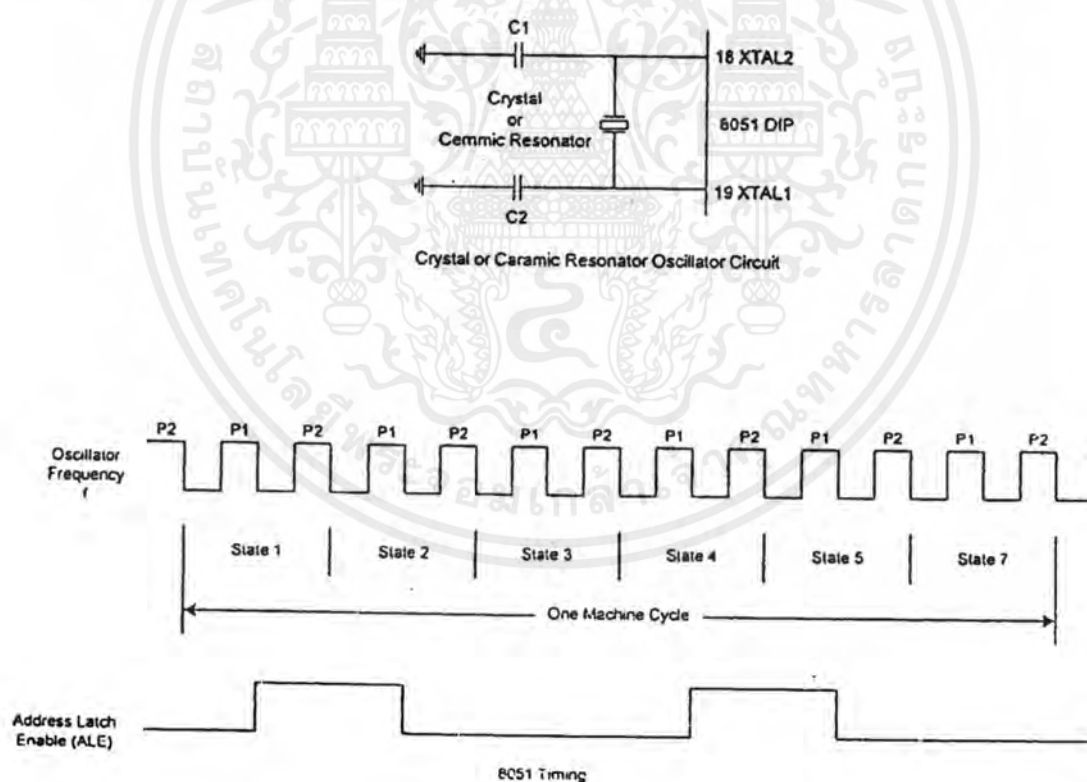 C1
18 XTAL2
Crystal
or
Cemmic Resonator
8051 DIP
19 XTAL1
C2
Crystal or Caramic Resonator Oscillator Circuit
P2 P1 P2 P1 P2 P1 P2 P1 P2 P1 P2 P1 P2
Oscillator
Frequency
f
State 1 State 2 State 3 State 4 State 5 State 7
One Machine Cycle
Address Latch
Enable (ALE)
8051 Timing